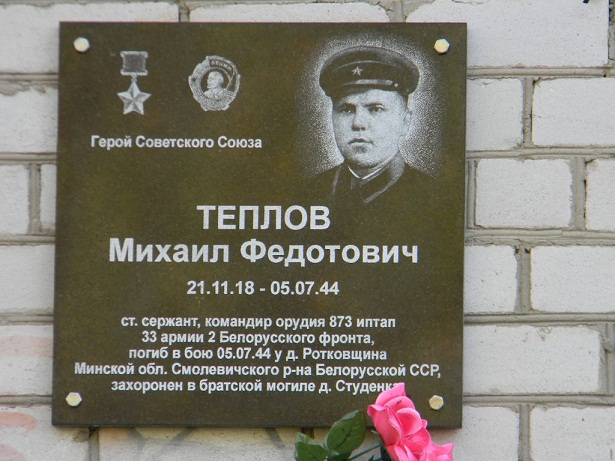 Герой Советского Союза
ТЕПЛОВ
Михаил Федотович
21.11.18 - 05.07.44
ст. сержант, командир орудия 873 иптап
33 армии 2 Белорусского фронта,
погиб в бою 05.07.44 у д. Ротковщина
Минской обл. Смолевичского р-на Белорусской ССР,
захоронен в братской могиле д. Студенка